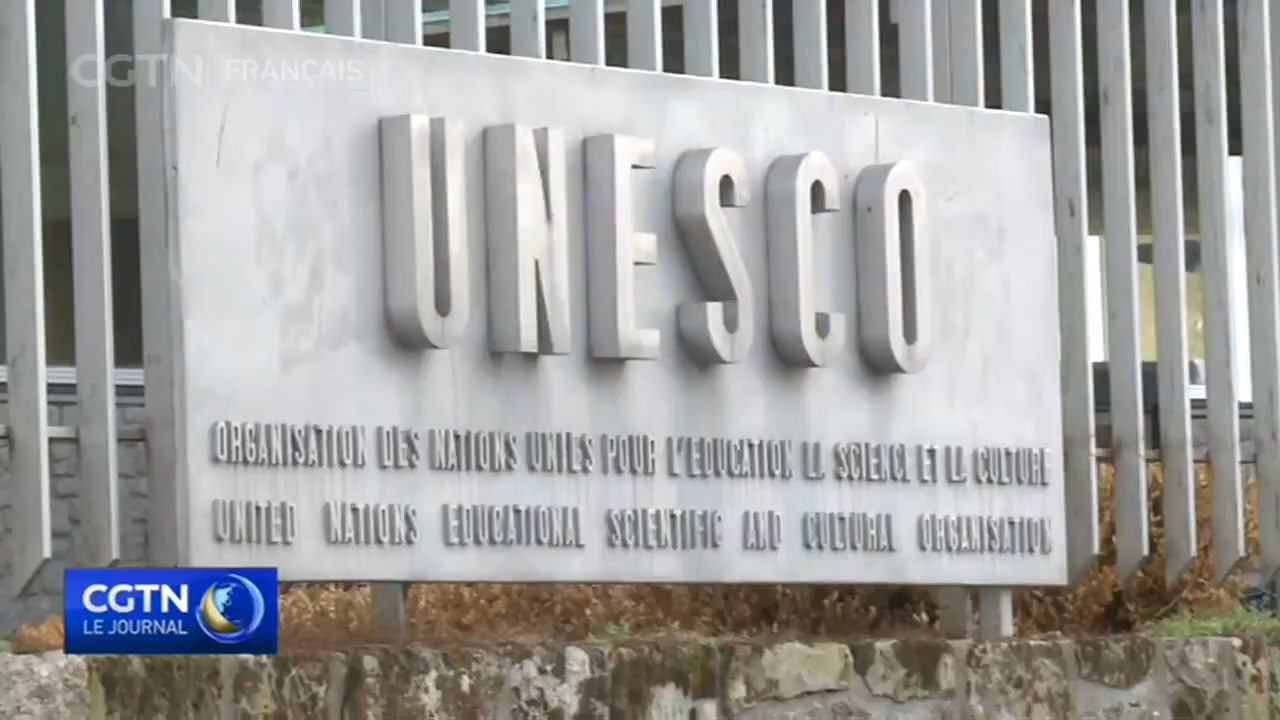 CGTN FRANÇAIS
UNESCO
ORGANISATION DES NATIONS UNIES POUR L'EDUCATION LA SCIENCE ET LA CULTURE
UNITED NATIONS EDUCATIONAL SCIENTIFIC AND CULTURAL ORGANISATION
CGTN
LE JOURNAL